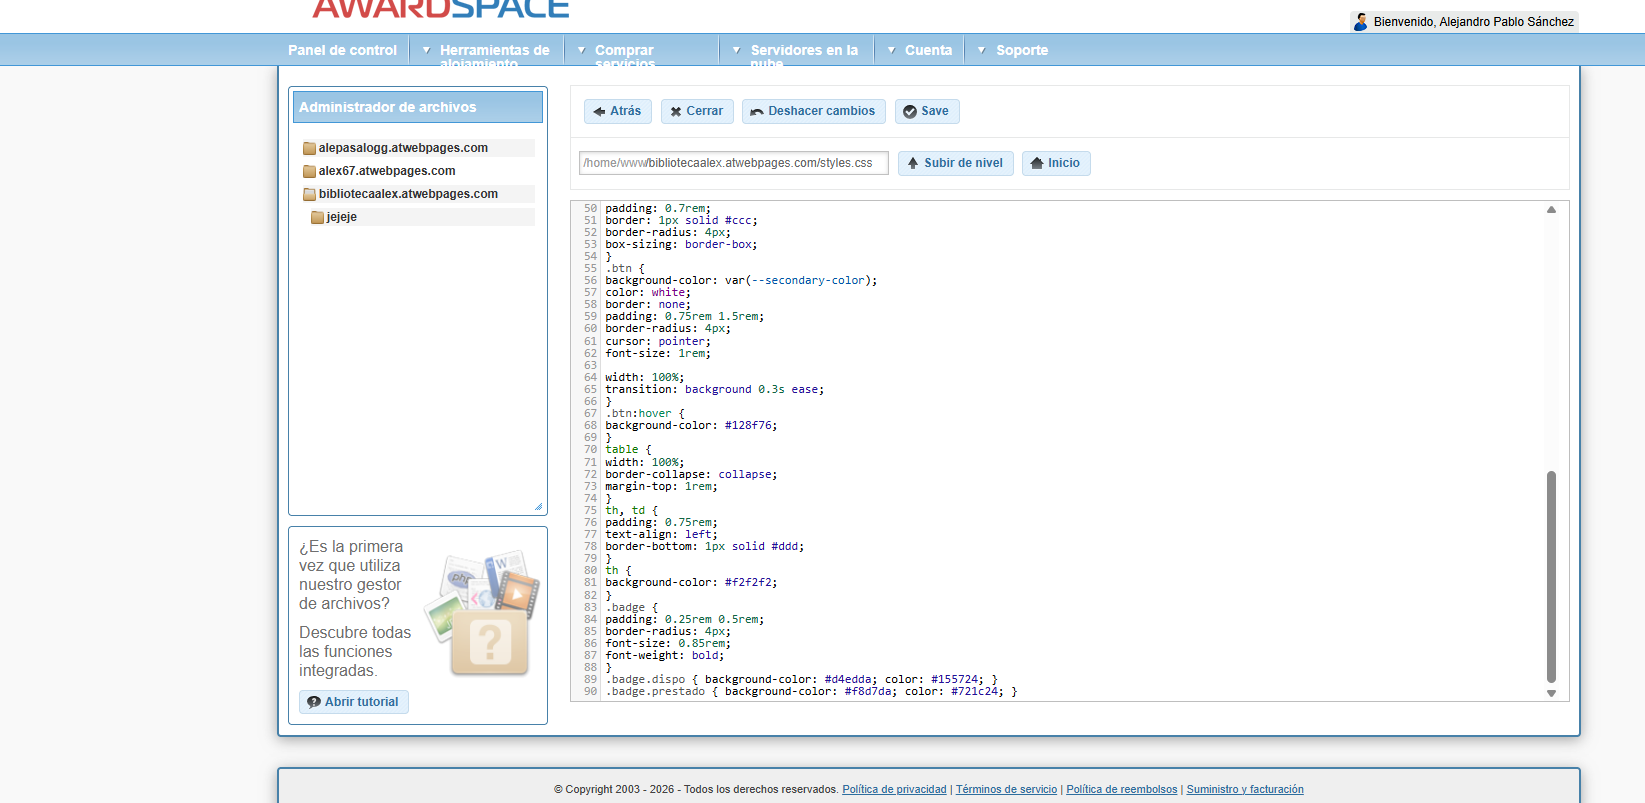 AWARDSPACE
Bienvenido, Alejandro Pablo Sánchez
Panel de control
Herramientas de alojamiento
Comprar servicios
Servidores en la nube
Cuenta
Soporte
Administrador de archivos
alepasalogg.atwebpages.com
alex67.atwebpages.com
bibliotecaalex.atwebpages.com
jejeje
¿Es la primera
vez que utiliza
nuestro gestor
de archivos?
Descubre todas
las funciones
integradas.
Abrir tutorial
Atrás
Cerrar
Deshacer cambios
Save
/home/www/bibliotecaalex.atwebpages.com/styles.css
Subir de nivel
Inicio
50 padding: 0.7rem;
51 border: 1px solid #ccc;
52 border-radius: 4px;
53 box-sizing: border-box;
54 }
55 .btn {
56 background-color: var(--secondary-color);
57 color: white;
58 border: none;
59 padding: 0.75rem 1.5rem;
60 border-radius: 4px;
61 cursor: pointer;
62 font-size: 1rem;
63
64 width: 100%;
65 transition: background 0.3s ease;
66 }
67 .btn:hover {
68 background-color: #128f76;
69 }
70 table {
71 width: 100%;
72 border-collapse: collapse;
73 margin-top: 1rem;
74 }
75 th, td {
76 padding: 0.75rem;
77 text-align: left;
78 border-bottom: 1px solid #ddd;
79 }
80 th {
81 background-color: #f2f2f2;
82 }
83 .badge {
84 padding: 0.25rem 0.5rem;
85 border-radius: 4px;
86 font-size: 0.85rem;
87 font-weight: bold;
88 }
89 .badge.dispo { background-color: #d4edda; color: #155724; }
90 .badge.prestado { background-color: #f8d7da; color: #721c24; }
© Copyright 2003 - 2026 - Todos los derechos reservados. Política de privacidad | Términos de servicio | Política de reembolsos | Suministro y facturación